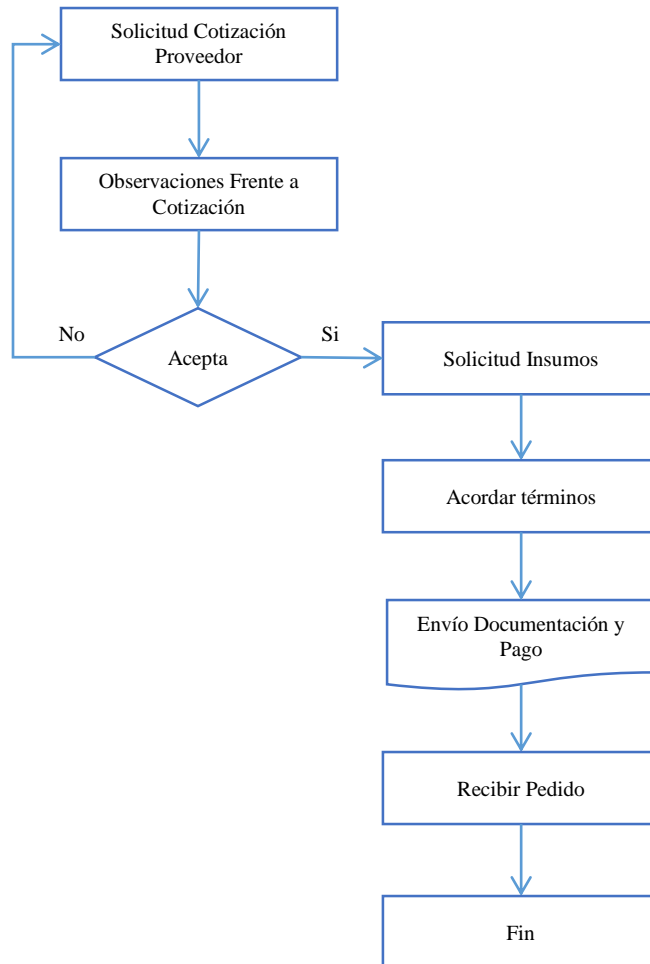 Solicitud Cotización
Proveedor
Observaciones Frente a
Cotización
No
Acepta
Si
Solicitud Insumos
Acordar términos
Envío Documentación y
Pago
Recibir Pedido
Fin